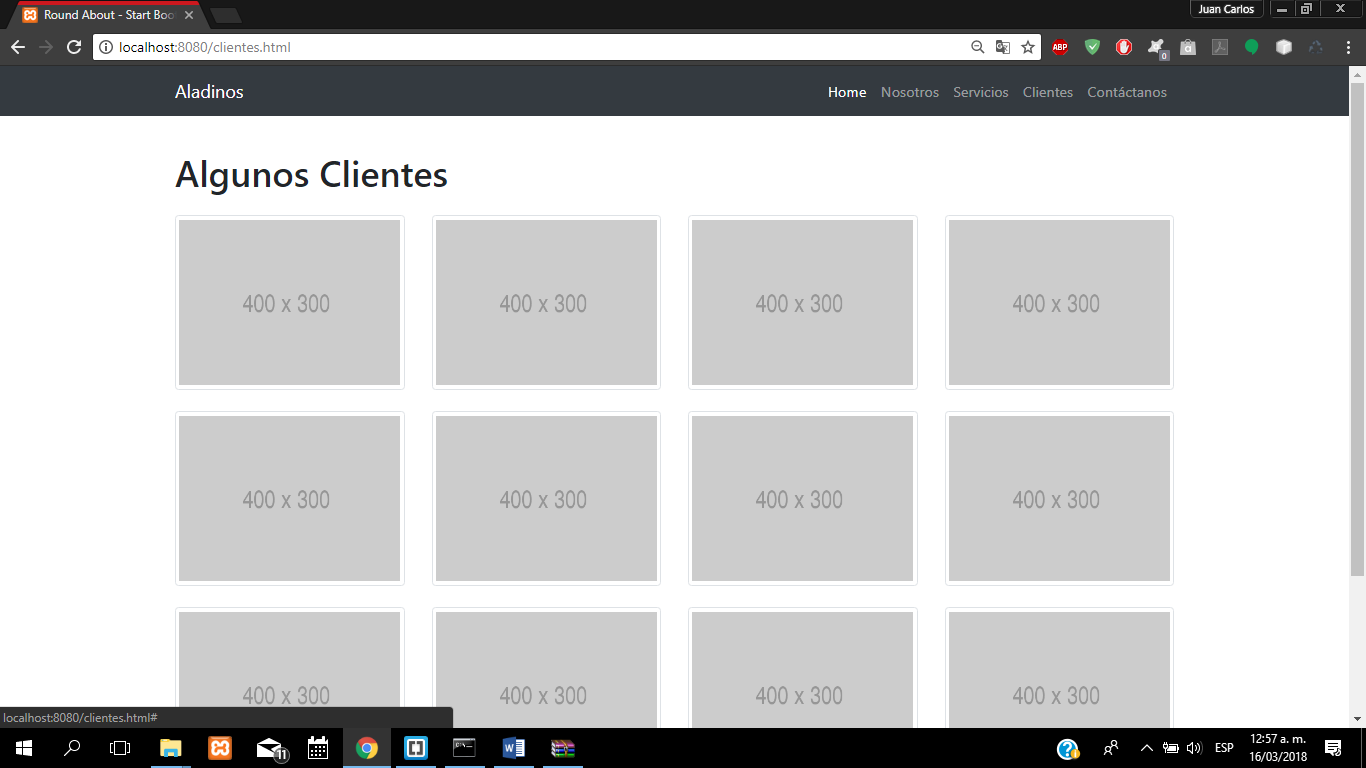 Round About - Start Boo
Juan Carlos
localhost:8080/clientes.html
ABP
0
Aladinos
Home Nosotros Servicios Clientes Contáctanos
Algunos Clientes
400 x 300 400 x 300 400 x 300 400 x 300
400 x 300 400 x 300 400 x 300 400 x 300
400 x 300 400 x 300 400 x 300 400 x 300
localhost:8080/clientes.html#
11
ESP
12:57 a. m.
16/03/2018